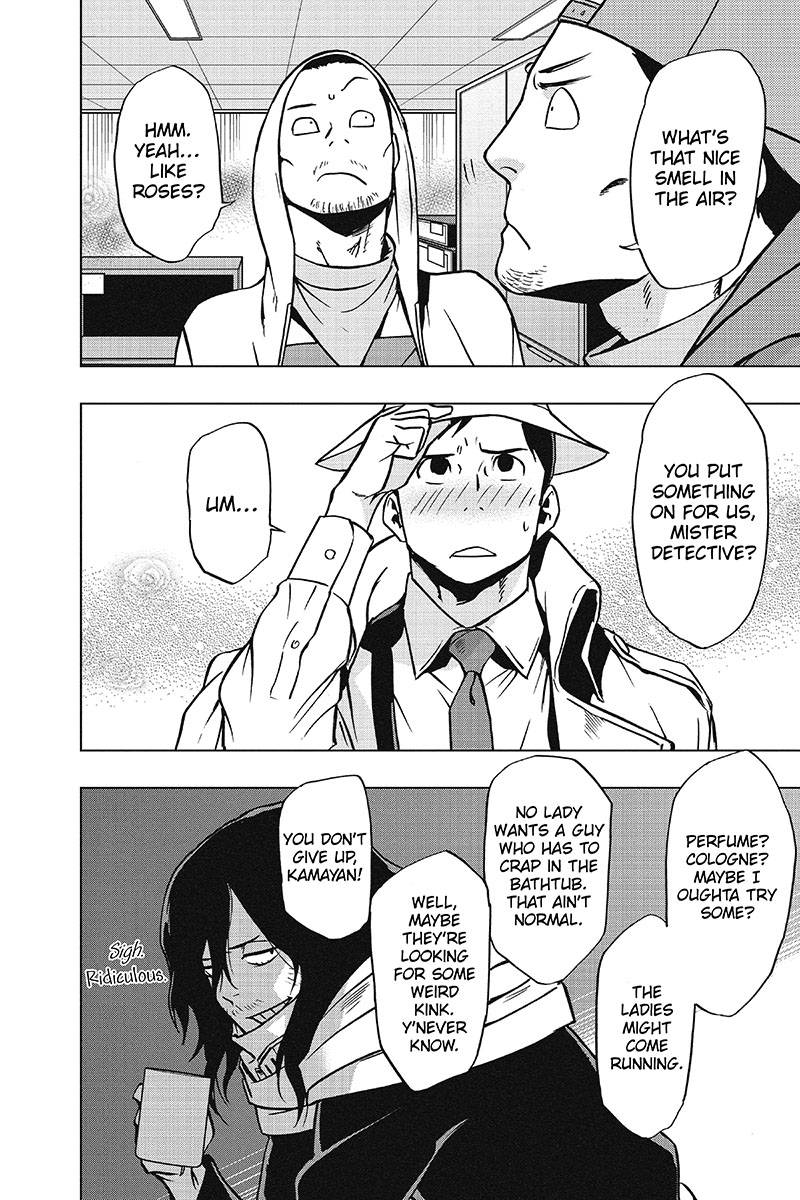 WHAT'S
THAT NICE
SMELL IN
THE AIR?
HMM.
YEAH...
LIKE
ROSES?
YOU PUT
SOMETHING
ON FOR US,
MISTER
DETECTIVE?
UM...
PERFUME?
COLOGNE?
MAYBE I
OUGHTA TRY
SOME?
THE
LADIES
MIGHT
COME
RUNNING.
NO LADY
WANTS A GUY
WHO HAS TO
CRAP IN THE
BATHTUB.
THAT AIN'T
NORMAL.
WELL,
MAYBE
THEY'RE
LOOKING
FOR SOME
WEIRD
KINK.
Y'NEVER
KNOW.
YOU DON'T
GIVE UP,
KAMAYAN!
Sigh.
Ridiculous.